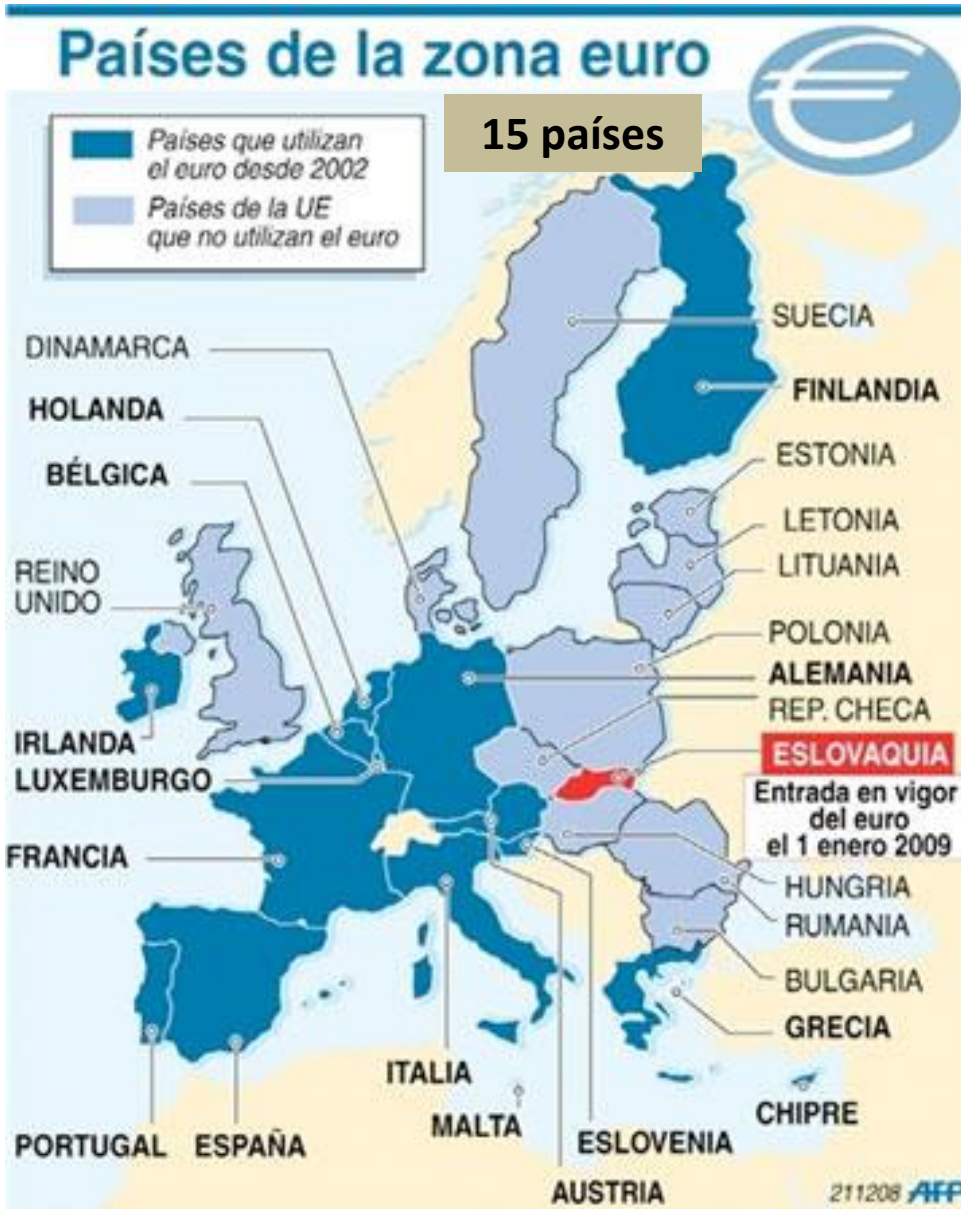 Países de la zona euro
€
15 países
Países que utilizan
el euro desde 2002
Países de la UE
que no utilizan el euro
SUECIA
DINAMARCA
FINLANDIA
HOLANDA
ESTONIA
BÉLGICA
LETONIA
LITUANIA
REINO
UNIDO
POLONIA
ALEMANIA
REP. CHECA
IRLANDA
ESLOVAQUIA
LUXEMBURGO
Entrada en vigor
del euro
el 1 enero 2009
FRANCIA
HUNGRIA
RUMANIA
BULGARIA
GRECIA
ITALIA
CHIPRE
MALTA
PORTUGAL
ESPAÑA
ESLOVENIA
AUSTRIA
211208 AFP